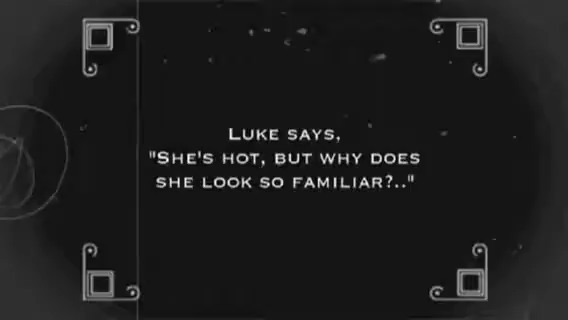 Luke says,
"She's hot, but why does
she look so familiar?.."